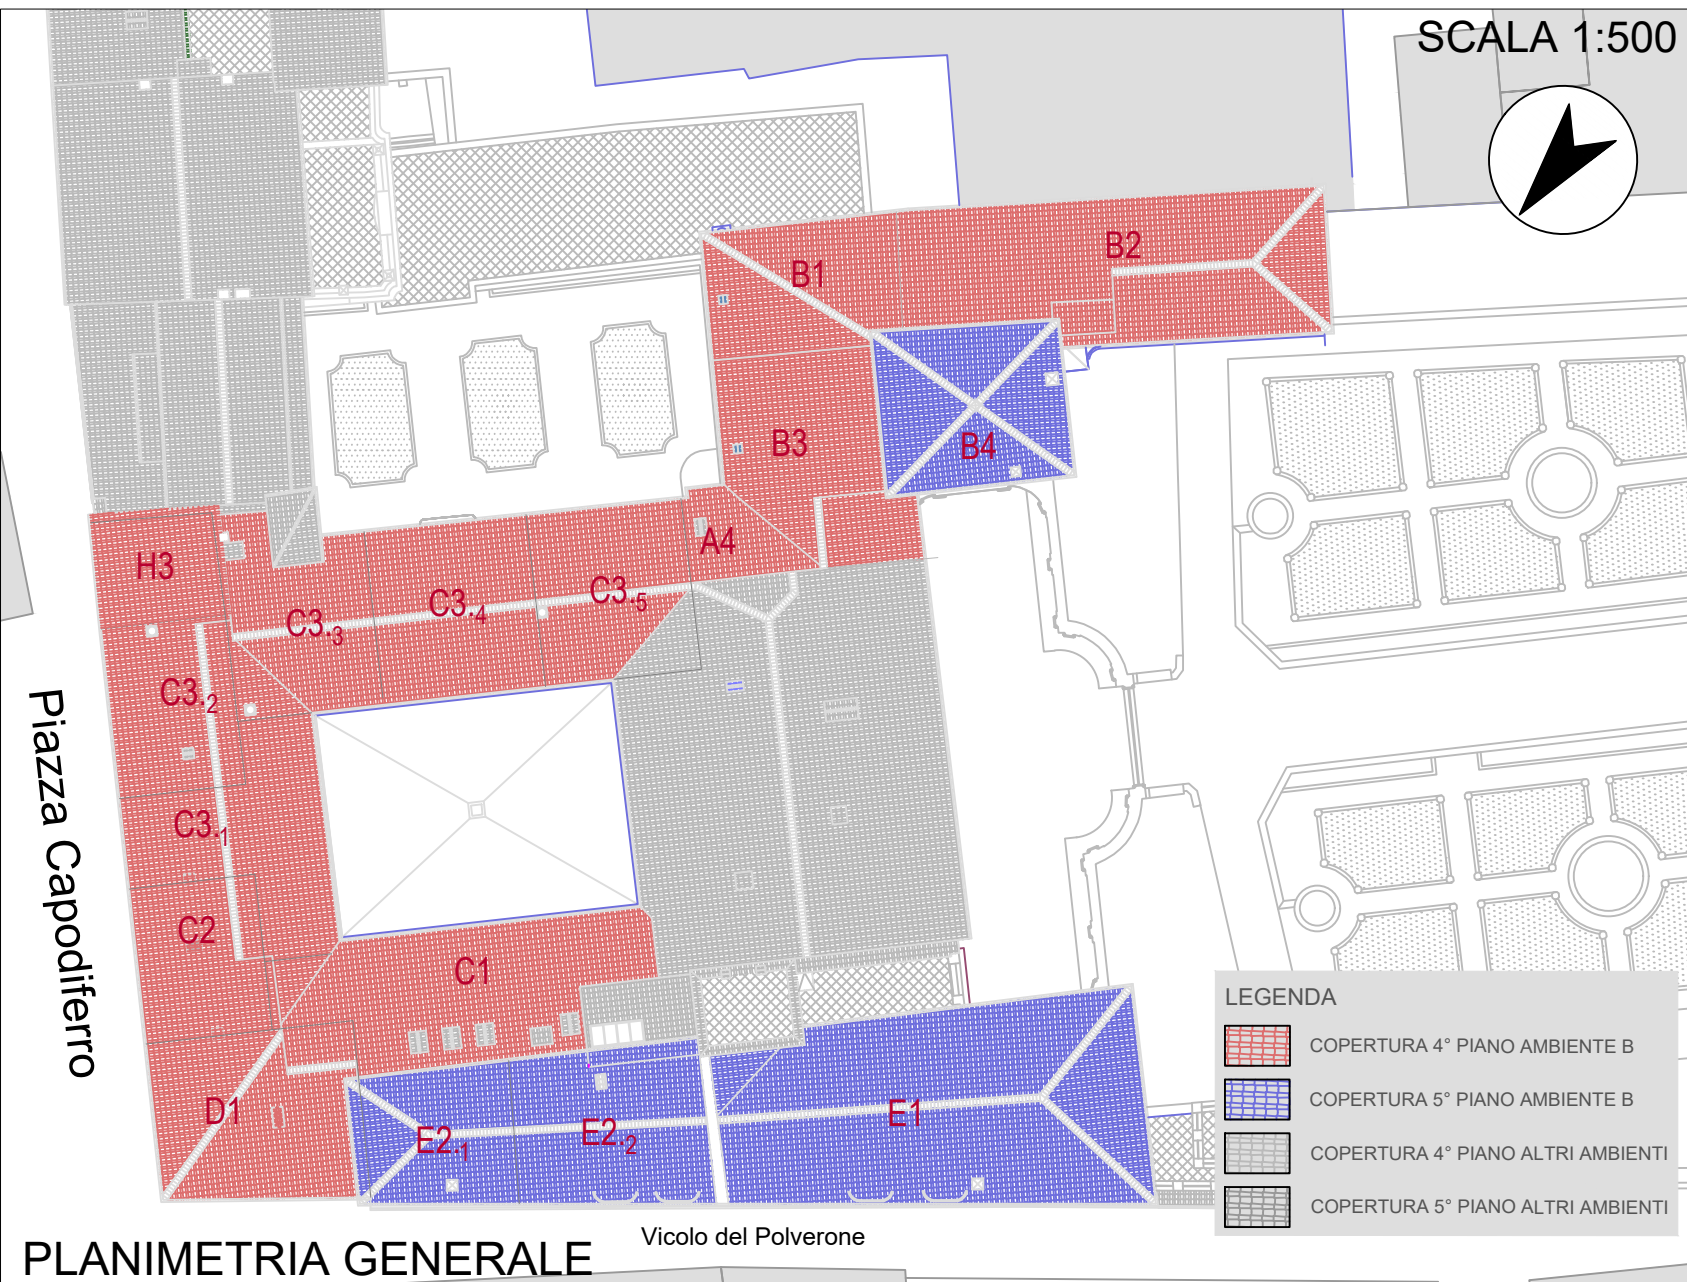 SCALA 1:500
B1
B2
B3
B4
A4
H3
C3.3
C3.4
C3.5
C3.2
C3.1
C2
C1
D1
E2.1
E2.2
E1
Piazza Capodiferro
LEGENDA
COPERTURA 4° PIANO AMBIENTE B
COPERTURA 5° PIANO AMBIENTE B
COPERTURA 4° PIANO ALTRI AMBIENTI
COPERTURA 5° PIANO ALTRI AMBIENTI
Vicolo del Polverone
PLANIMETRIA GENERALE